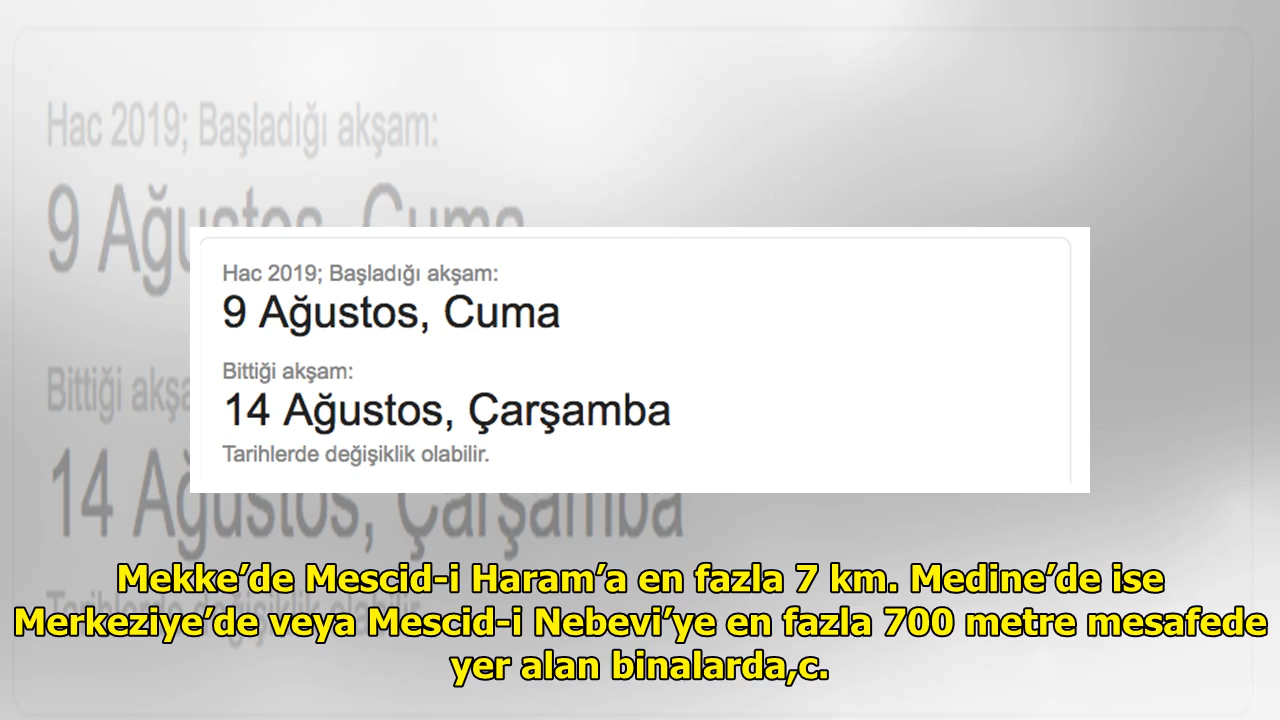 Hac 2019; Başladığı akşam:
9 Ağustos, Cuma
Bittiği akşam:
14 Ağustos, Çarşamba
Tarihlerde değişiklik olabilir.
Mekke’de Mescid-i Haram’a en fazla 7 km. Medine’de ise
Merkeziye’de veya Mescid-i Nebevi’ye en fazla 700 metre mesafede
yer alan binalarda,c.